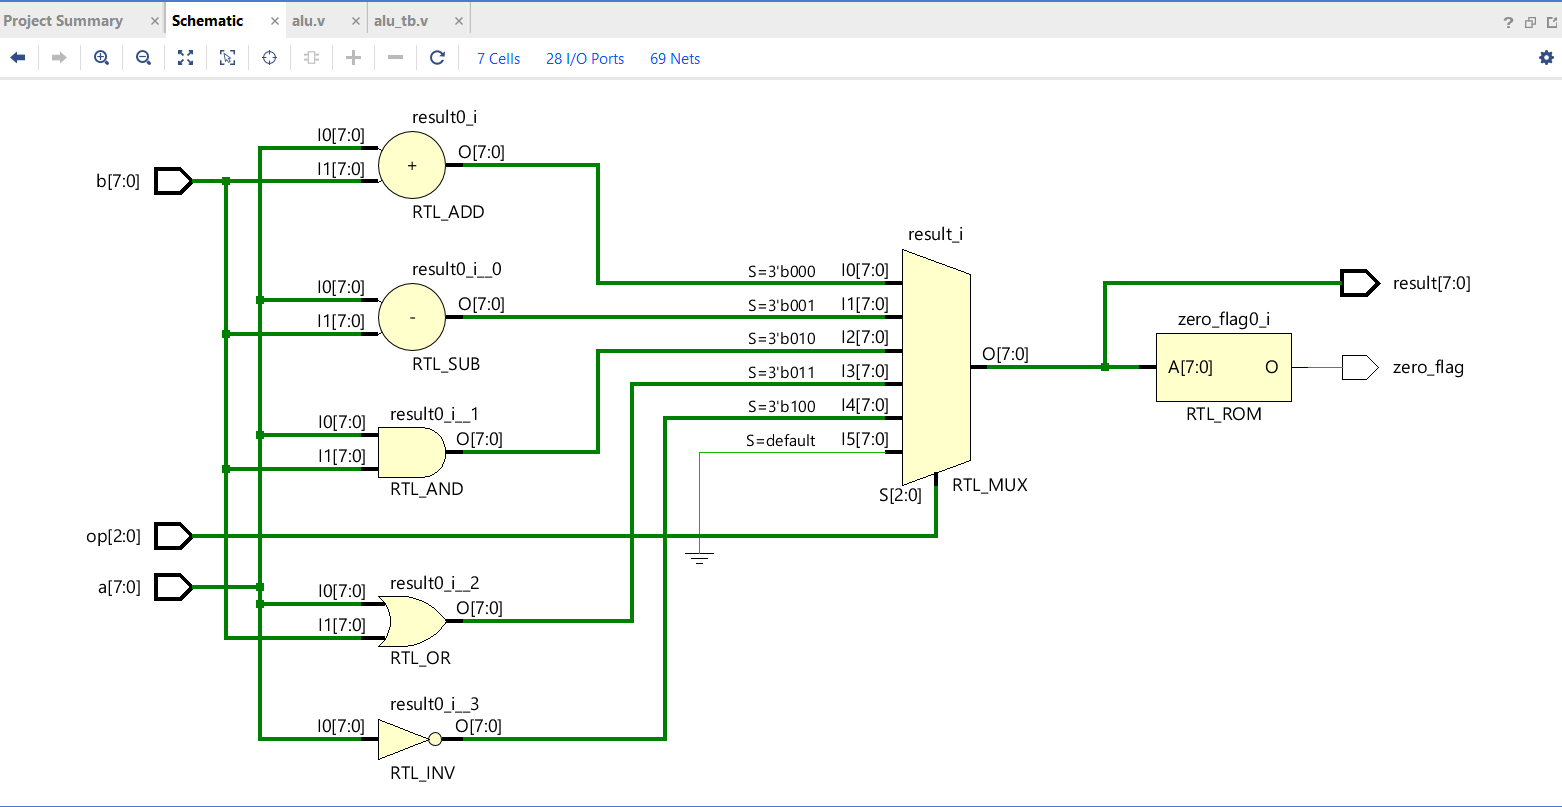 Project Summary × Schematic × alu.v × alu_tb.v ×
?
7 Cells 28 I/O Ports 69 Nets
result0_i
I0[7:0]
I1[7:0]
+
O[7:0]
RTL_ADD
b[7:0]
result0_i__0
I0[7:0]
I1[7:0]
-
O[7:0]
RTL_SUB
result0_i__1
I0[7:0]
I1[7:0]
O[7:0]
RTL_AND
op[2:0]
a[7:0]
result0_i__2
I0[7:0]
I1[7:0]
O[7:0]
RTL_OR
result0_i__3
I0[7:0]
O[7:0]
RTL_INV
result_i
S=3'b000 I0[7:0]
S=3'b001 I1[7:0]
S=3'b010 I2[7:0]
S=3'b011 I3[7:0]
S=3'b100 I4[7:0]
S=default I5[7:0]
S[2:0]
RTL_MUX
O[7:0]
result[7:0]
zero_flag0_i
A[7:0] O
RTL_ROM
zero_flag